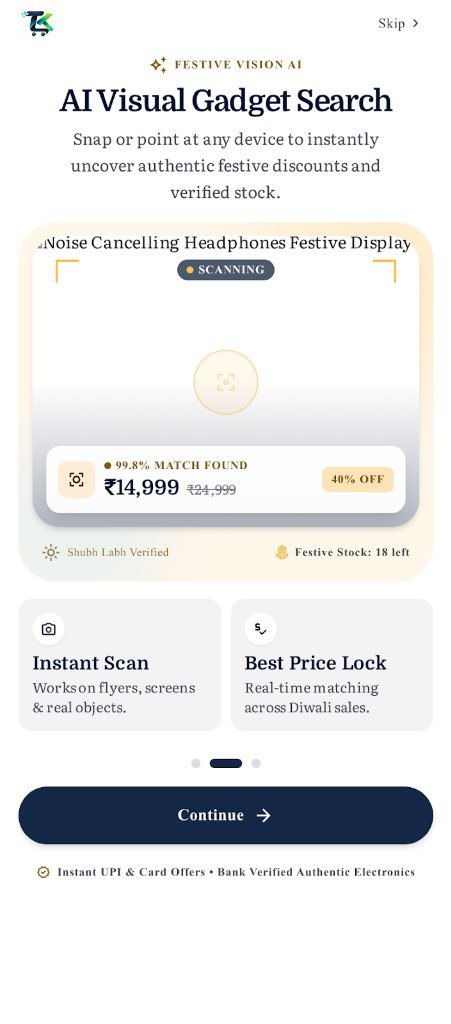 TK
Skip
FESTIVE VISION AI
AI Visual Gadget Search
Snap or point at any device to instantly
uncover authentic festive discounts and
verified stock.
Noise Cancelling Headphones Festive Display
SCANNING
99.8% MATCH FOUND
₹14,999 ₹24,999
40% OFF
Shubh Labh Verified
Festive Stock: 18 left
Instant Scan
Works on flyers, screens
& real objects.
Best Price Lock
Real-time matching
across Diwali sales.
Continue
Instant UPI & Card Offers • Bank Verified Authentic Electronics